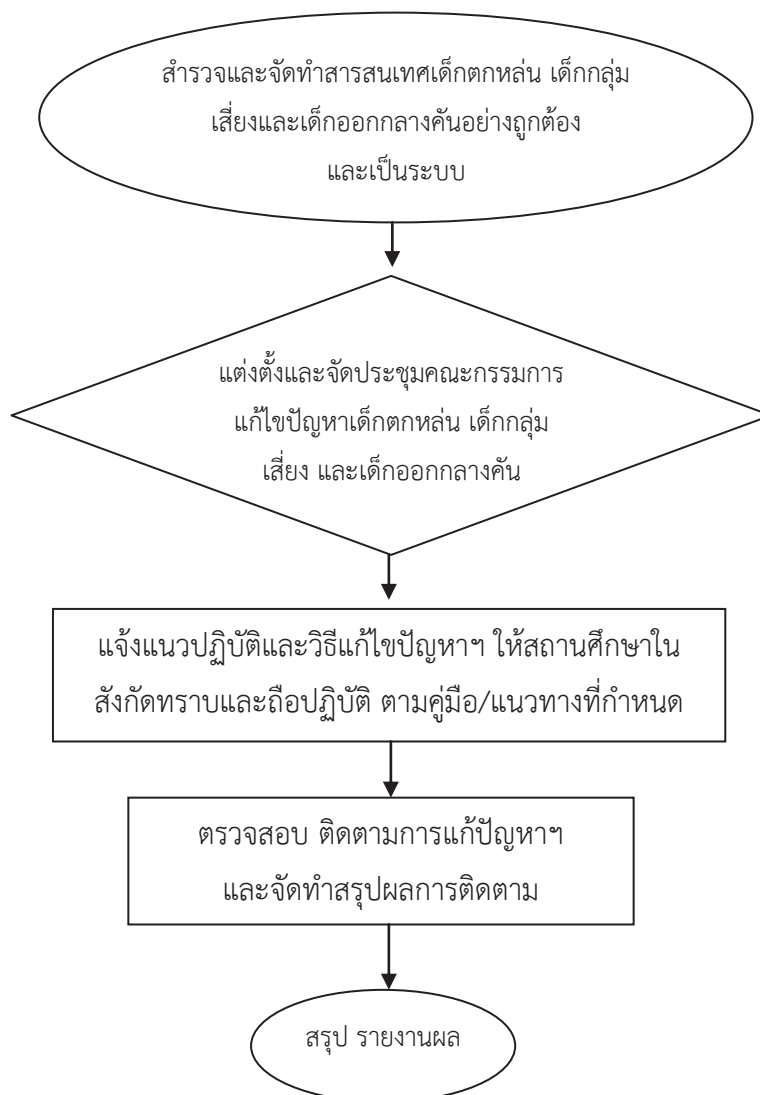 สำรวจและจัดทำสารสนเทศเด็กตกหล่น เด็กกลุ่ม
เสี่ยงและเด็กออกกลางคันอย่างถูกต้อง
และเป็นระบบ
แต่งตั้งและจัดประชุมคณะกรรมการ
แก้ไขปัญหาเด็กตกหล่น เด็กกลุ่ม
เสี่ยง และเด็กออกกลางคัน
แจ้งแนวปฏิบัติและวิธีแก้ไขปัญหาฯ ให้สถานศึกษาใน
สังกัดทราบและถือปฏิบัติ ตามคู่มือ/แนวทางที่กำหนด
ตรวจสอบ ติดตามการแก้ปัญหาฯ
และจัดทำสรุปผลการติดตาม
สรุป รายงานผล